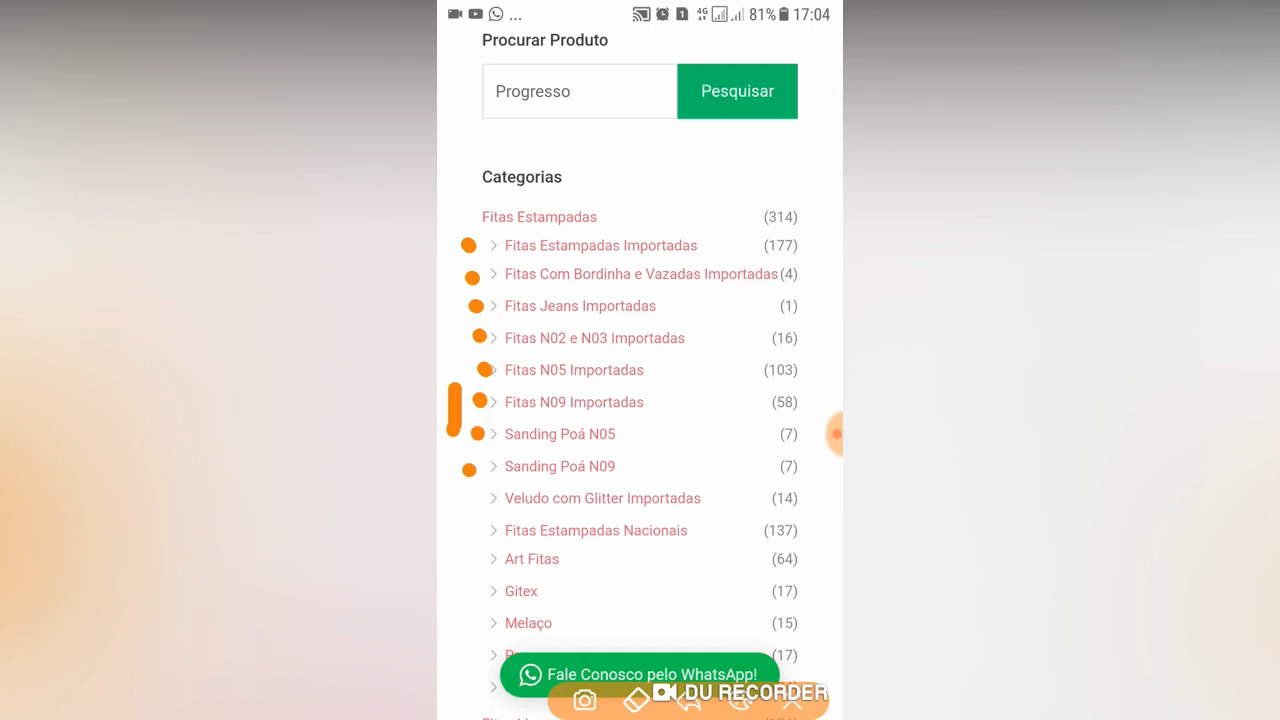 ... 1 4G 81% 17:04
Procurar Produto
Progresso Pesquisar
Categorias
Fitas Estampadas (314)
Fitas Estampadas Importadas (177)
Fitas Com Bordinha e Vazadas Importadas (4)
Fitas Jeans Importadas (1)
Fitas N02 e N03 Importadas (16)
Fitas N05 Importadas (103)
Fitas N09 Importadas (58)
Sanding Poá N05 (7)
Sanding Poá N09 (7)
Veludo com Glitter Importadas (14)
Fitas Estampadas Nacionais (137)
Art Fitas (64)
Gitex (17)
Melaço (15)
(17)
Fale Conosco pelo WhatsApp!
DU RECORDER